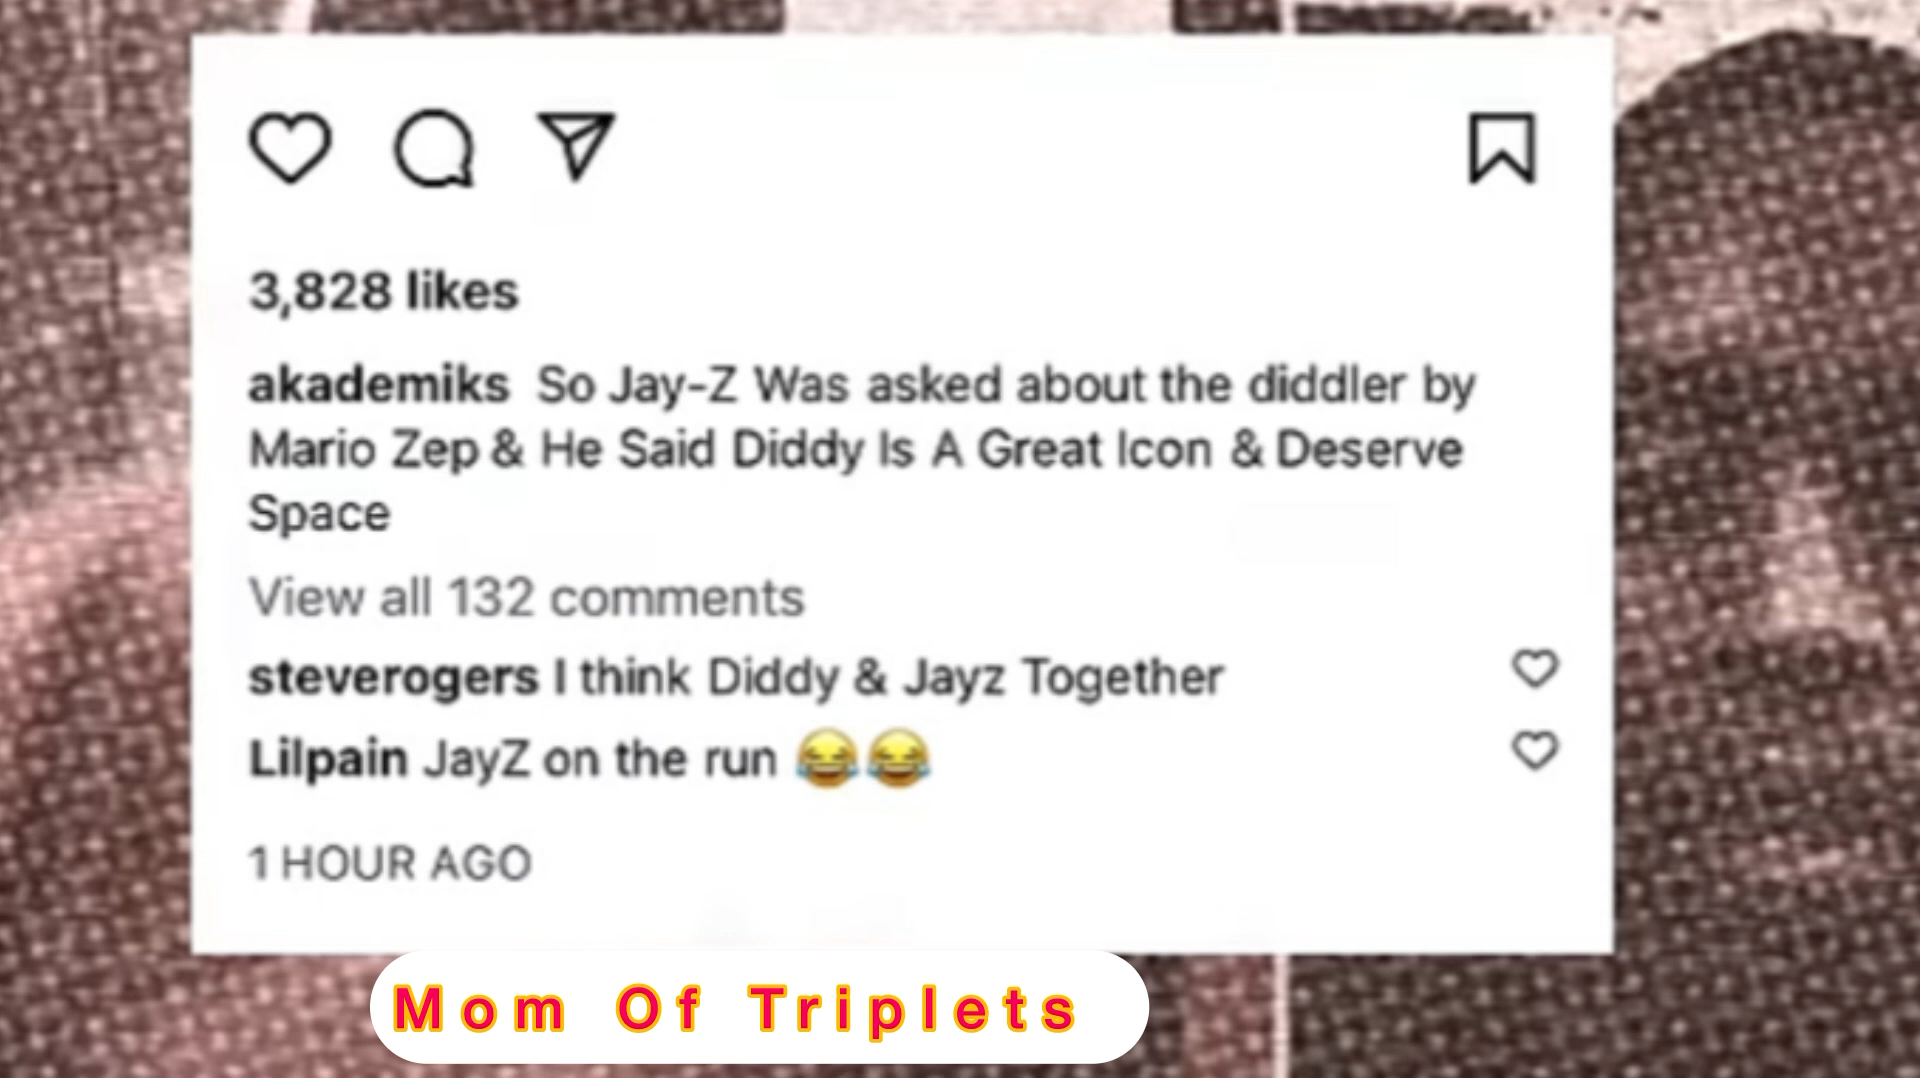 3,828 likes
akademiks So Jay-Z Was asked about the diddler by
Mario Zep & He Said Diddy Is A Great Icon & Deserve
Space
View all 132 comments
steverogers I think Diddy & Jayz Together
Lilpain JayZ on the run 😂😂
1 HOUR AGO
Mom Of Triplets